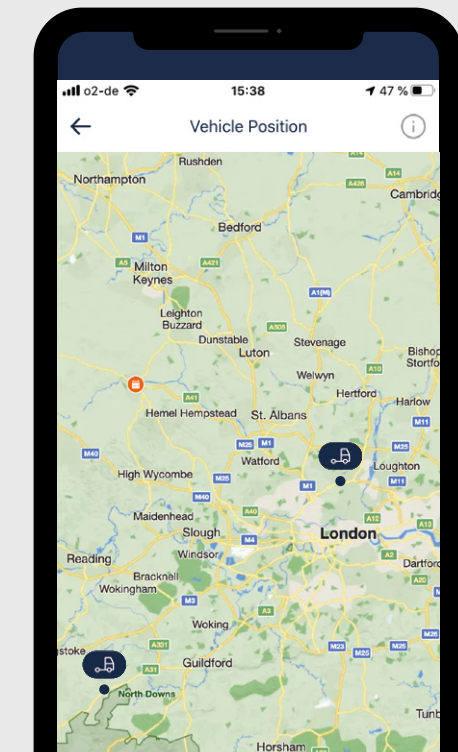 o2-de 15:38 47 %
Vehicle Position
Rushden
A14
A14
Northampton
A428
Cambridg
Bedford
M1
A5
A421
Milton
Keynes
A1(M)
Leighton
Buzzard
A505
Dunstable
Stevenage
Luton
Bishop
Stortfo
Welwyn
A10
Hertford
A41
Harlow
Hemel Hempstead
St. Albans
M11
M25
M1
M25
M40
Watford
Loughton
High Wycombe
M25
M1
M11
M40
Maidenhead
A40
A12
A13
Slough
M4
London
Windsor
A2
Reading
Dartford
Bracknell
A20
Wokingham
M3
A3
Woking
M26
M23
M25
M25
stoke
A331
Guildford
A31
North Downs
Tunb
Horsham